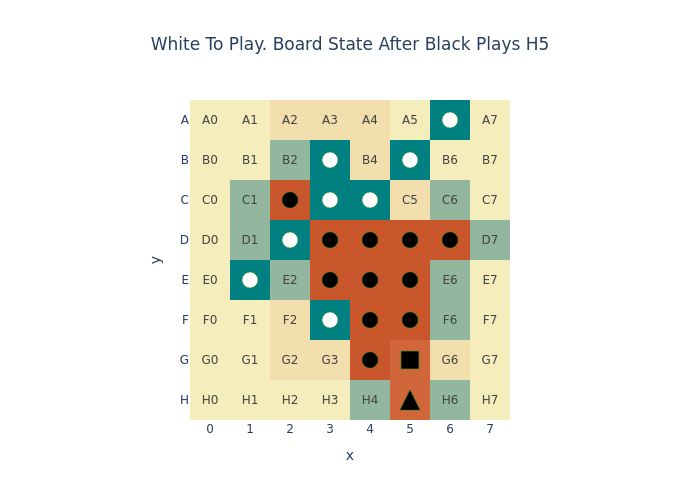 White To Play. Board State After Black Plays H5
A A0 A1 A2 A3 A4 A5 A7
B B0 B1 B2 B4 B6 B7
C C0 C1 C5 C6 C7
D D0 D1 D7
E E0 E2 E6 E7
F F0 F1 F2 F6 F7
G G0 G1 G2 G3 G6 G7
H H0 H1 H2 H3 H4 H6 H7
0 1 2 3 4 5 6 7
x
y